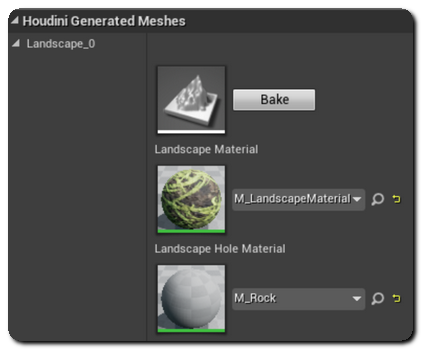 Houdini Generated Meshes
Landscape_0
Bake
Landscape Material
M_LandscapeMaterial
Landscape Hole Material
M_Rock